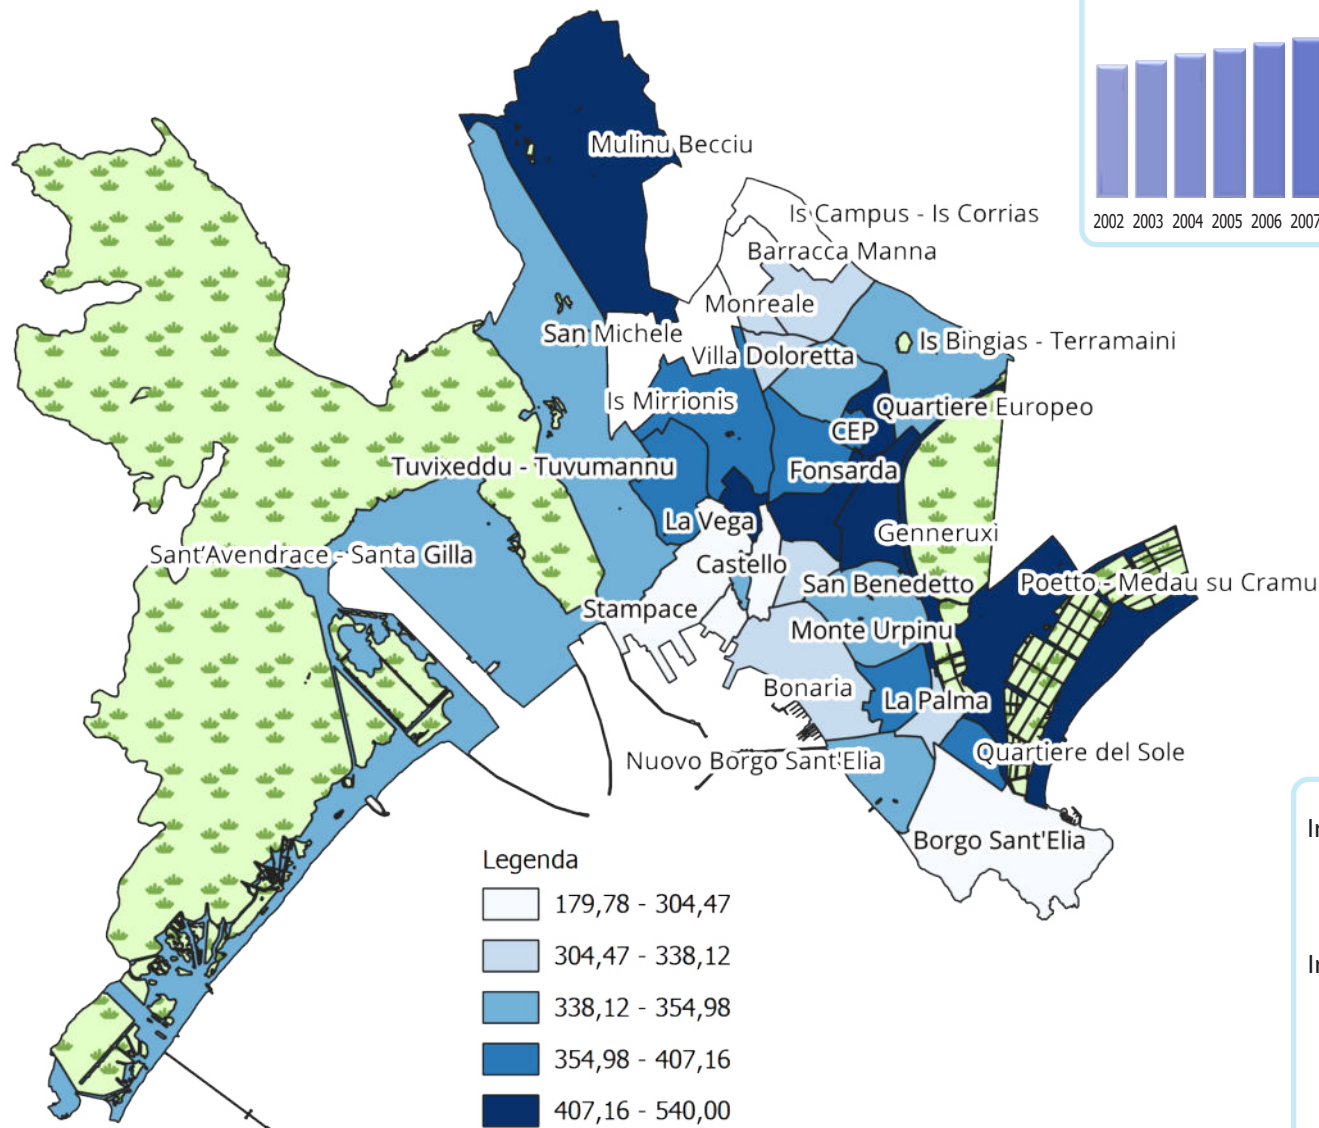 2002 2003 2004 2005 2006 2007
Mulinu Becciu
Is Campus - Is Corrias
Barracca Manna
Monreale
San Michele
Villa Doloretta
Is Bingias - Terramaini
Is Mirrionis
Quartiere Europeo
CEP
Tuvixeddu - Tuvumannu
Fonsarda
La Vega
Genneruxi
Sant'Avendrace - Santa Gilla
Castello
San Benedetto
Poetto - Medau su Cramu
Stampace
Monte Urpinu
Bonaria
La Palma
Nuovo Borgo Sant'Elia
Quartiere del Sole
Borgo Sant'Elia
Legenda
179,78 - 304,47
304,47 - 338,12
338,12 - 354,98
354,98 - 407,16
407,16 - 540,00